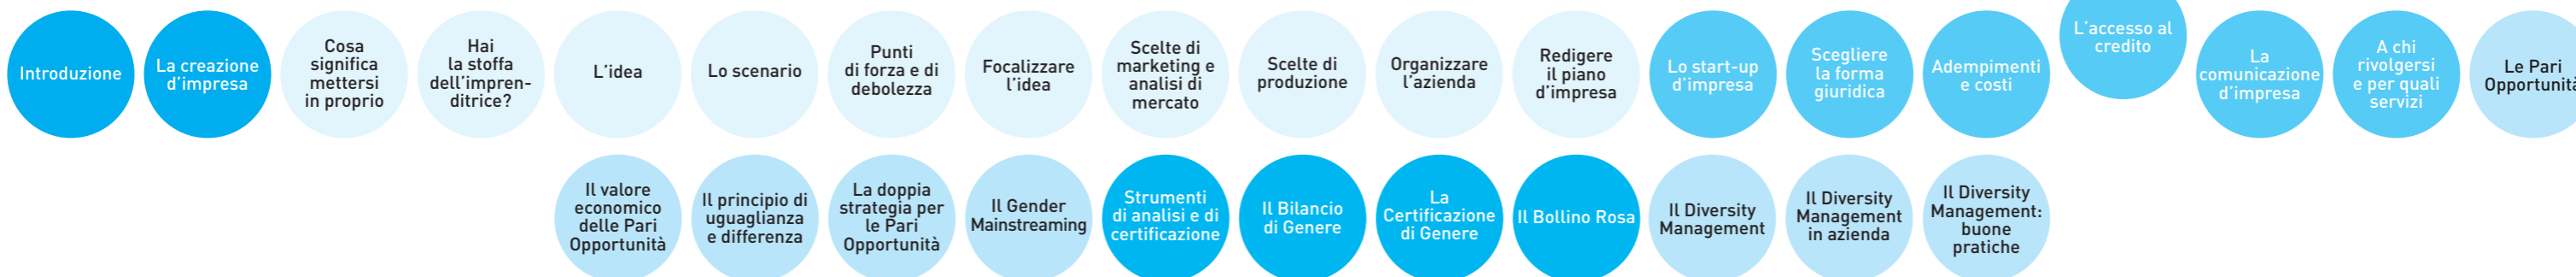 Introduzione
La creazione
d'impresa
Cosa
significa
mettersi
in proprio
Hai
la stoffa
dell'impren-
ditrice?
L'idea
Lo scenario
Punti
di forza e di
debolezza
Focalizzare
l'idea
Scelte di
marketing e
analisi di
mercato
Scelte di
produzione
Organizzare
l'azienda
Redigere
il piano
d'impresa
Lo start-up
d'impresa
Scegliere
la forma
giuridica
Adempimenti
e costi
L'accesso al
credito
La
comunicazione
d'impresa
A chi
rivolgersi
e per quali
servizi
Le Pari
Opportunità
Il valore
economico
delle Pari
Opportunità
Il principio di
uguaglianza
e differenza
La doppia
strategia per
le Pari
Opportunità
Il Gender
Mainstreaming
Strumenti
di analisi e di
certificazione
Il Bilancio
di Genere
La
Certificazione
di Genere
Il Bollino Rosa
Il Diversity
Management
Il Diversity
Management
in azienda
Il Diversity
Management:
buone
pratiche